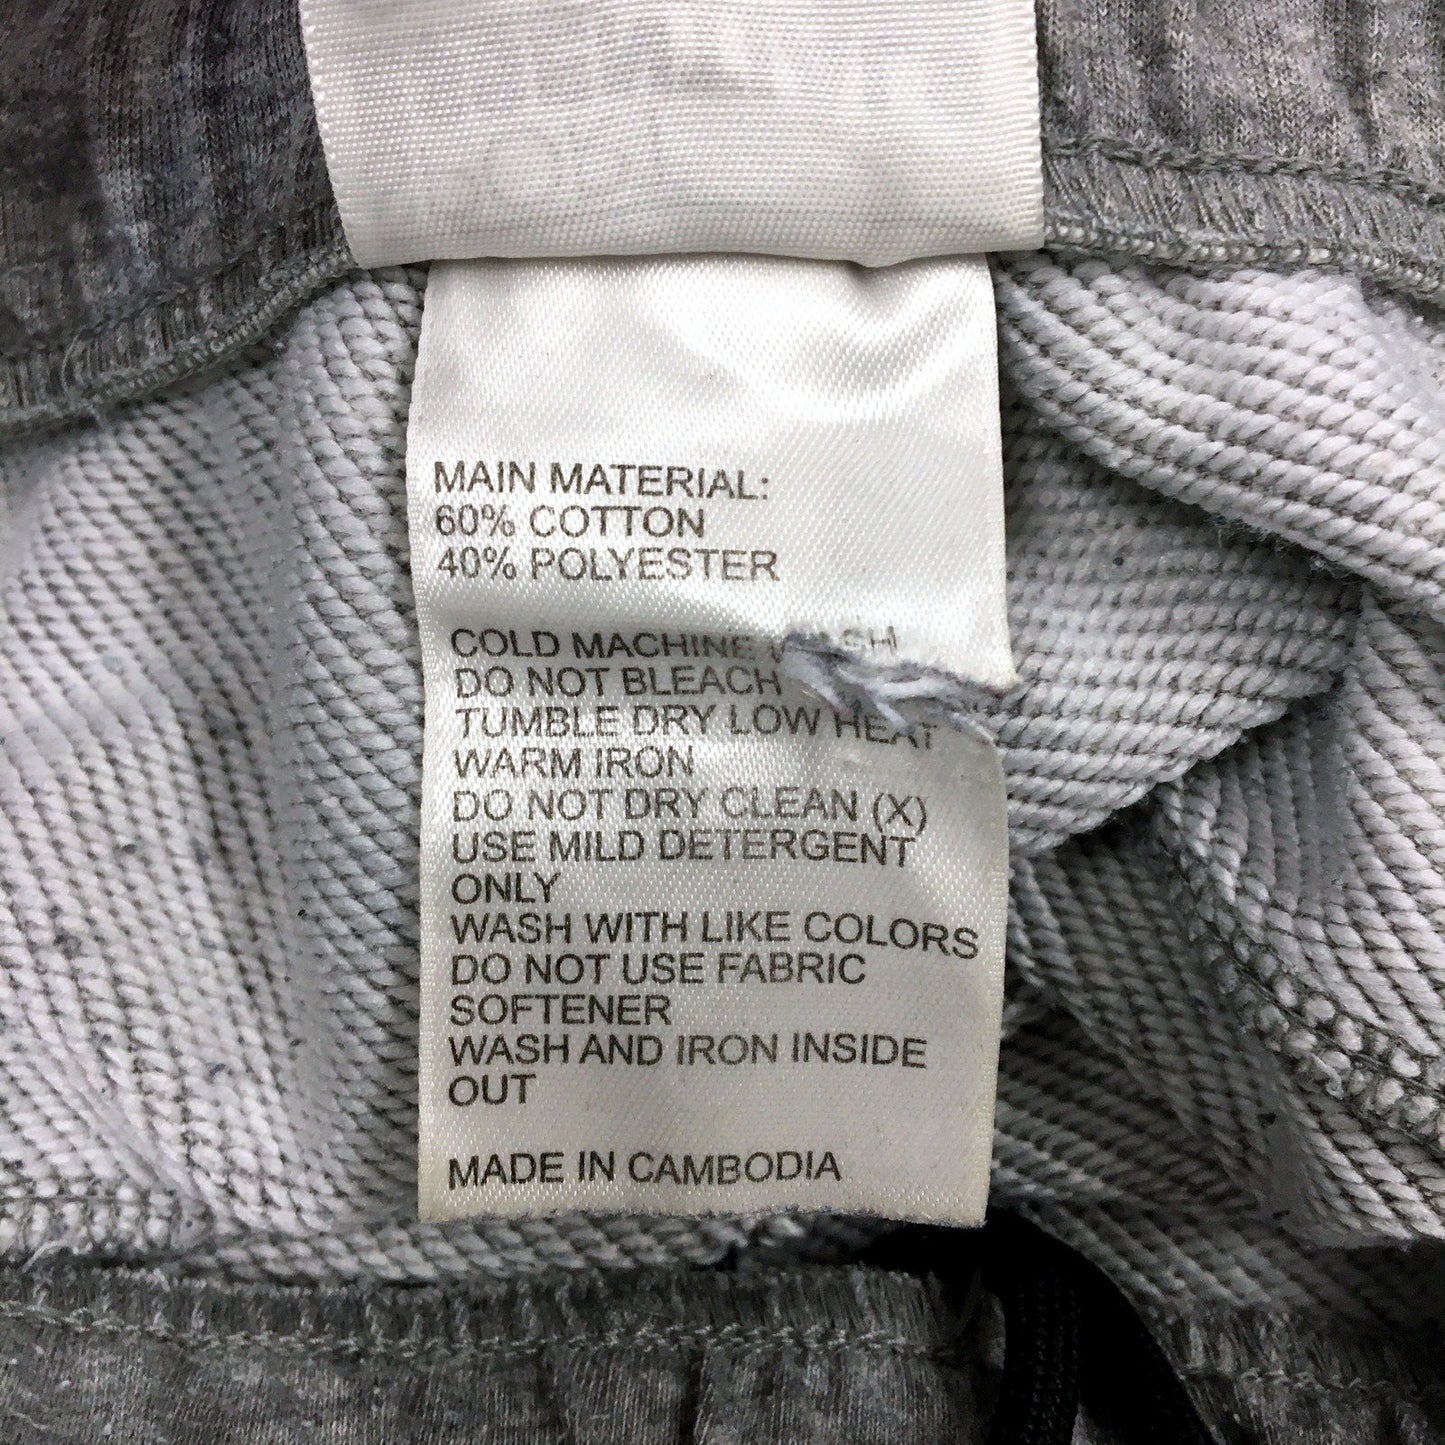 MAIN MATERIAL:
60% COTTON
40% POLYESTER
COLD MACHINE WASH
DO NOT BLEACH
TUMBLE DRY LOW HEAT
WARM IRON
DO NOT DRY CLEAN (X)
USE MILD DETERGENT
ONLY
WASH WITH LIKE COLORS
DO NOT USE FABRIC
SOFTENER
WASH AND IRON INSIDE
OUT
MADE IN CAMBODIA